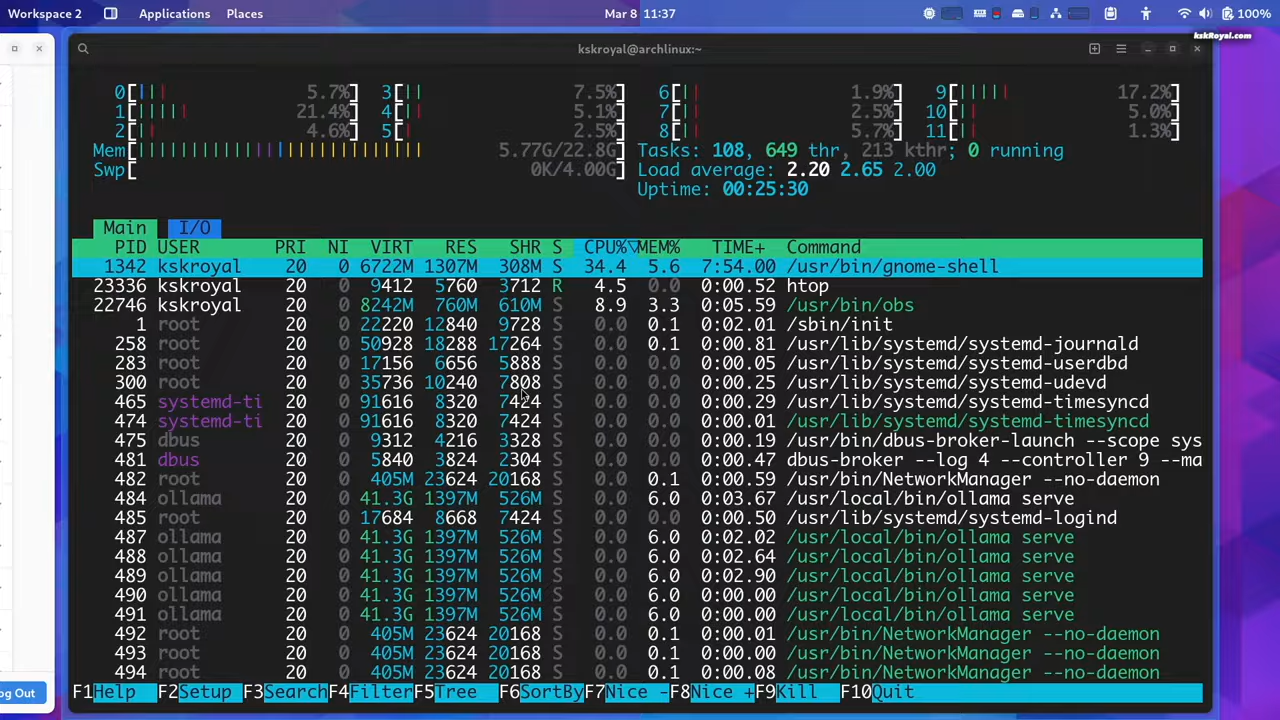 Workspace 2 Applications Places Mar 8 11:37 100%
kskRoyal.com
kskroyal@archlinux:~
0[||| 5.7%] 3[|| 7.5%] 6[|| 1.9%] 9[||||| 17.2%]
1[||||| 21.4%] 4[|| 5.1%] 7[|| 2.5%] 10[|| 5.0%]
2[|| 4.6%] 5[| 2.5%] 8[|| 5.7%] 11[|| 1.3%]
Mem[||||||||||||||||||||||||||||| 5.77G/22.8G] Tasks: 108, 649 thr, 213 kthr; 0 running
Swp[ 0K/4.00G] Load average: 2.20 2.65 2.00
Uptime: 00:25:30
Main I/O
PID USER PRI NI VIRT RES SHR S CPU%▽MEM% TIME+ Command
1342 kskroyal 20 0 6722M 1307M 308M S 34.4 5.6 7:54.00 /usr/bin/gnome-shell
23336 kskroyal 20 0 9412 5760 3712 R 4.5 0.0 0:00.52 htop
22746 kskroyal 20 0 8242M 760M 610M S 8.9 3.3 0:05.59 /usr/bin/obs
1 root 20 0 22220 12840 9728 S 0.0 0.1 0:02.01 /sbin/init
258 root 20 0 50928 18288 17264 S 0.0 0.1 0:00.81 /usr/lib/systemd/systemd-journald
283 root 20 0 17156 6656 5888 S 0.0 0.0 0:00.05 /usr/lib/systemd/systemd-userdbd
300 root 20 0 35736 10240 7808 S 0.0 0.0 0:00.25 /usr/lib/systemd/systemd-udevd
465 systemd-ti 20 0 91616 8320 7424 S 0.0 0.0 0:00.29 /usr/lib/systemd/systemd-timesyncd
474 systemd-ti 20 0 91616 8320 7424 S 0.0 0.0 0:00.01 /usr/lib/systemd/systemd-timesyncd
475 dbus 20 0 9312 4216 3328 S 0.0 0.0 0:00.19 /usr/bin/dbus-broker-launch --scope sys
481 dbus 20 0 5840 3824 2304 S 0.0 0.0 0:00.47 dbus-broker --log 4 --controller 9 --ma
482 root 20 0 405M 23624 20168 S 0.0 0.1 0:00.59 /usr/bin/NetworkManager --no-daemon
484 ollama 20 0 41.3G 1397M 526M S 0.0 6.0 0:03.67 /usr/local/bin/ollama serve
485 root 20 0 17684 8668 7424 S 0.0 0.0 0:00.50 /usr/lib/systemd/systemd-logind
487 ollama 20 0 41.3G 1397M 526M S 0.0 6.0 0:02.02 /usr/local/bin/ollama serve
488 ollama 20 0 41.3G 1397M 526M S 0.0 6.0 0:02.64 /usr/local/bin/ollama serve
489 ollama 20 0 41.3G 1397M 526M S 0.0 6.0 0:02.90 /usr/local/bin/ollama serve
490 ollama 20 0 41.3G 1397M 526M S 0.0 6.0 0:00.00 /usr/local/bin/ollama serve
491 ollama 20 0 41.3G 1397M 526M S 0.0 6.0 0:00.00 /usr/local/bin/ollama serve
492 root 20 0 405M 23624 20168 S 0.0 0.1 0:00.01 /usr/bin/NetworkManager --no-daemon
493 root 20 0 405M 23624 20168 S 0.0 0.1 0:00.00 /usr/bin/NetworkManager --no-daemon
494 root 20 0 405M 23624 20168 S 0.0 0.1 0:00.08 /usr/bin/NetworkManager --no-daemon
og Out
F1Help F2Setup F3SearchF4FilterF5Tree F6SortByF7Nice -F8Nice +F9Kill F10Quit